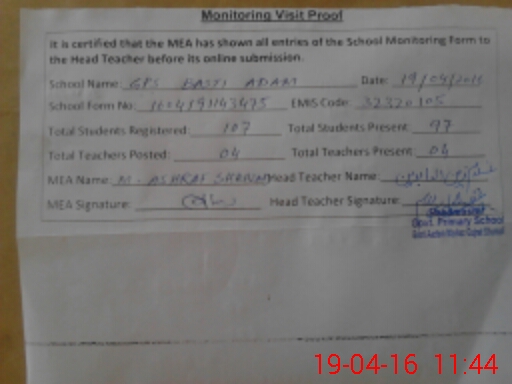 Monitoring Visit Proof
It is certified that the MEA has shown all entries of the School Monitoring Form to
the Head Teacher before its online submission.
School Name: GPS BASTI ADAM Date: 19/04/2016
School Form No: EMIS Code: 32320105
Total Students Registered: 107 Total Students Present: 97
Total Teachers Posted: 04 Total Teachers Present: 04
MEA Name: M. ASHRAF Head Teacher Name:
MEA Signature: Head Teacher Signature:
Govt. Primary School
19-04-16 11:44